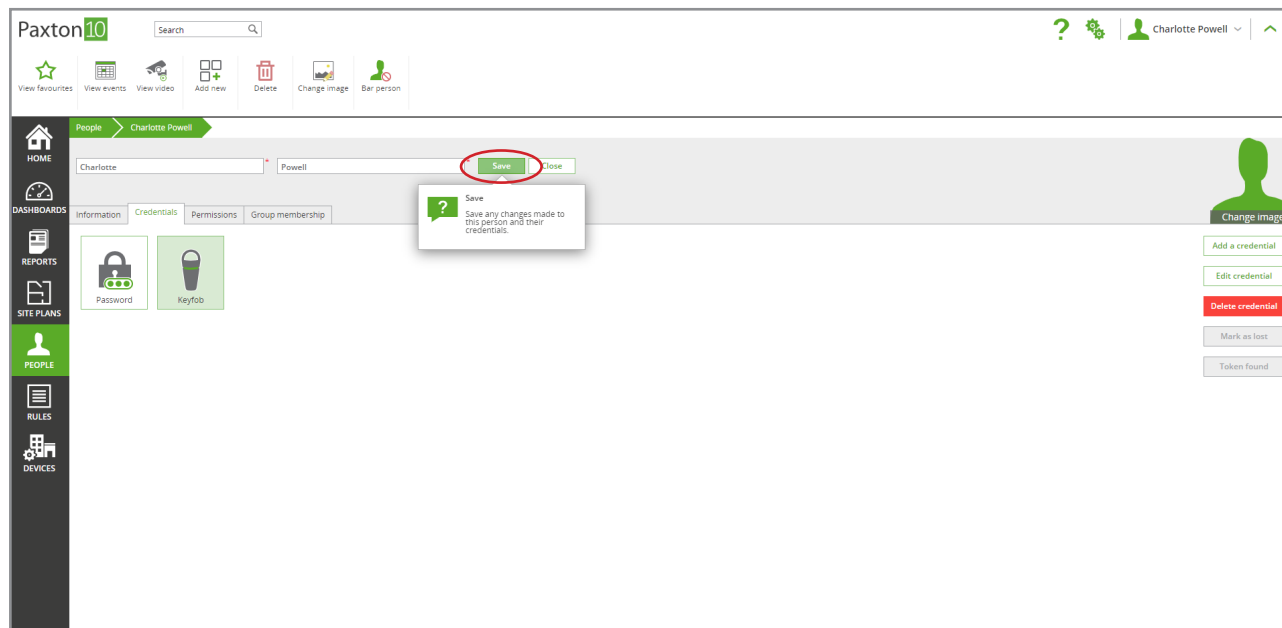 Paxton10
Search
Charlotte Powell
View favourites
View events
View video
Add new
Delete
Change image
Bar person
People
Charlotte Powell
HOME
DASHBOARDS
REPORTS
SITE PLANS
PEOPLE
RULES
DEVICES
Charlotte
*
Powell
*
Save
Close
Save
Save any changes made to
this person and their
credentials.
Information
Credentials
Permissions
Group membership
Password
Keyfob
Change image
Add a credential
Edit credential
Delete credential
Mark as lost
Token found